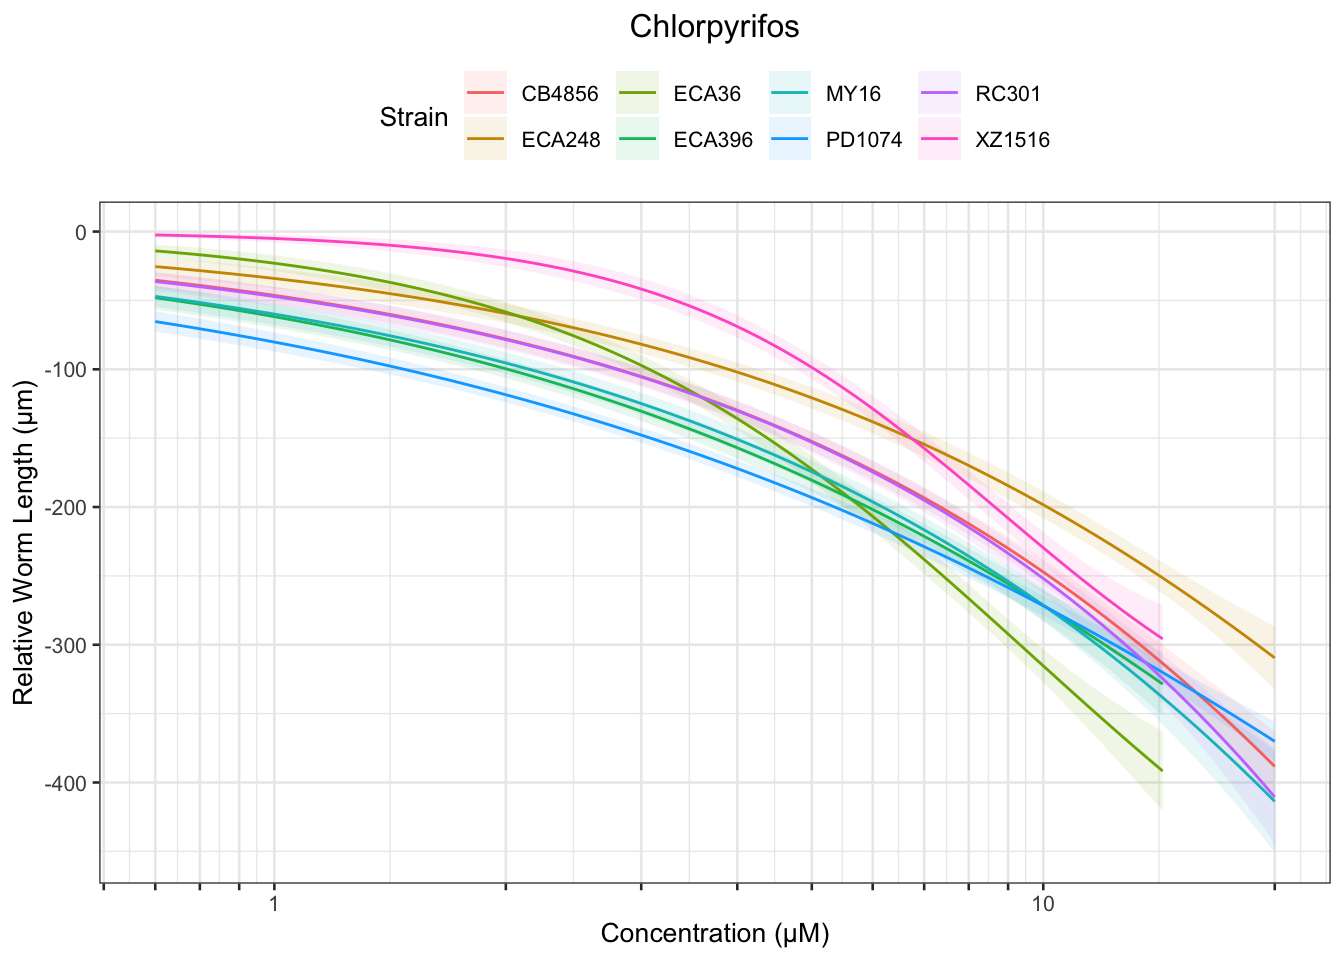 Chlorpyrifos
Strain
CB4856 ECA36 MY16 RC301
ECA248 ECA396 PD1074 XZ1516
Relative Worm Length (µm)
0
-100
-200
-300
-400
1 10
Concentration (µM)